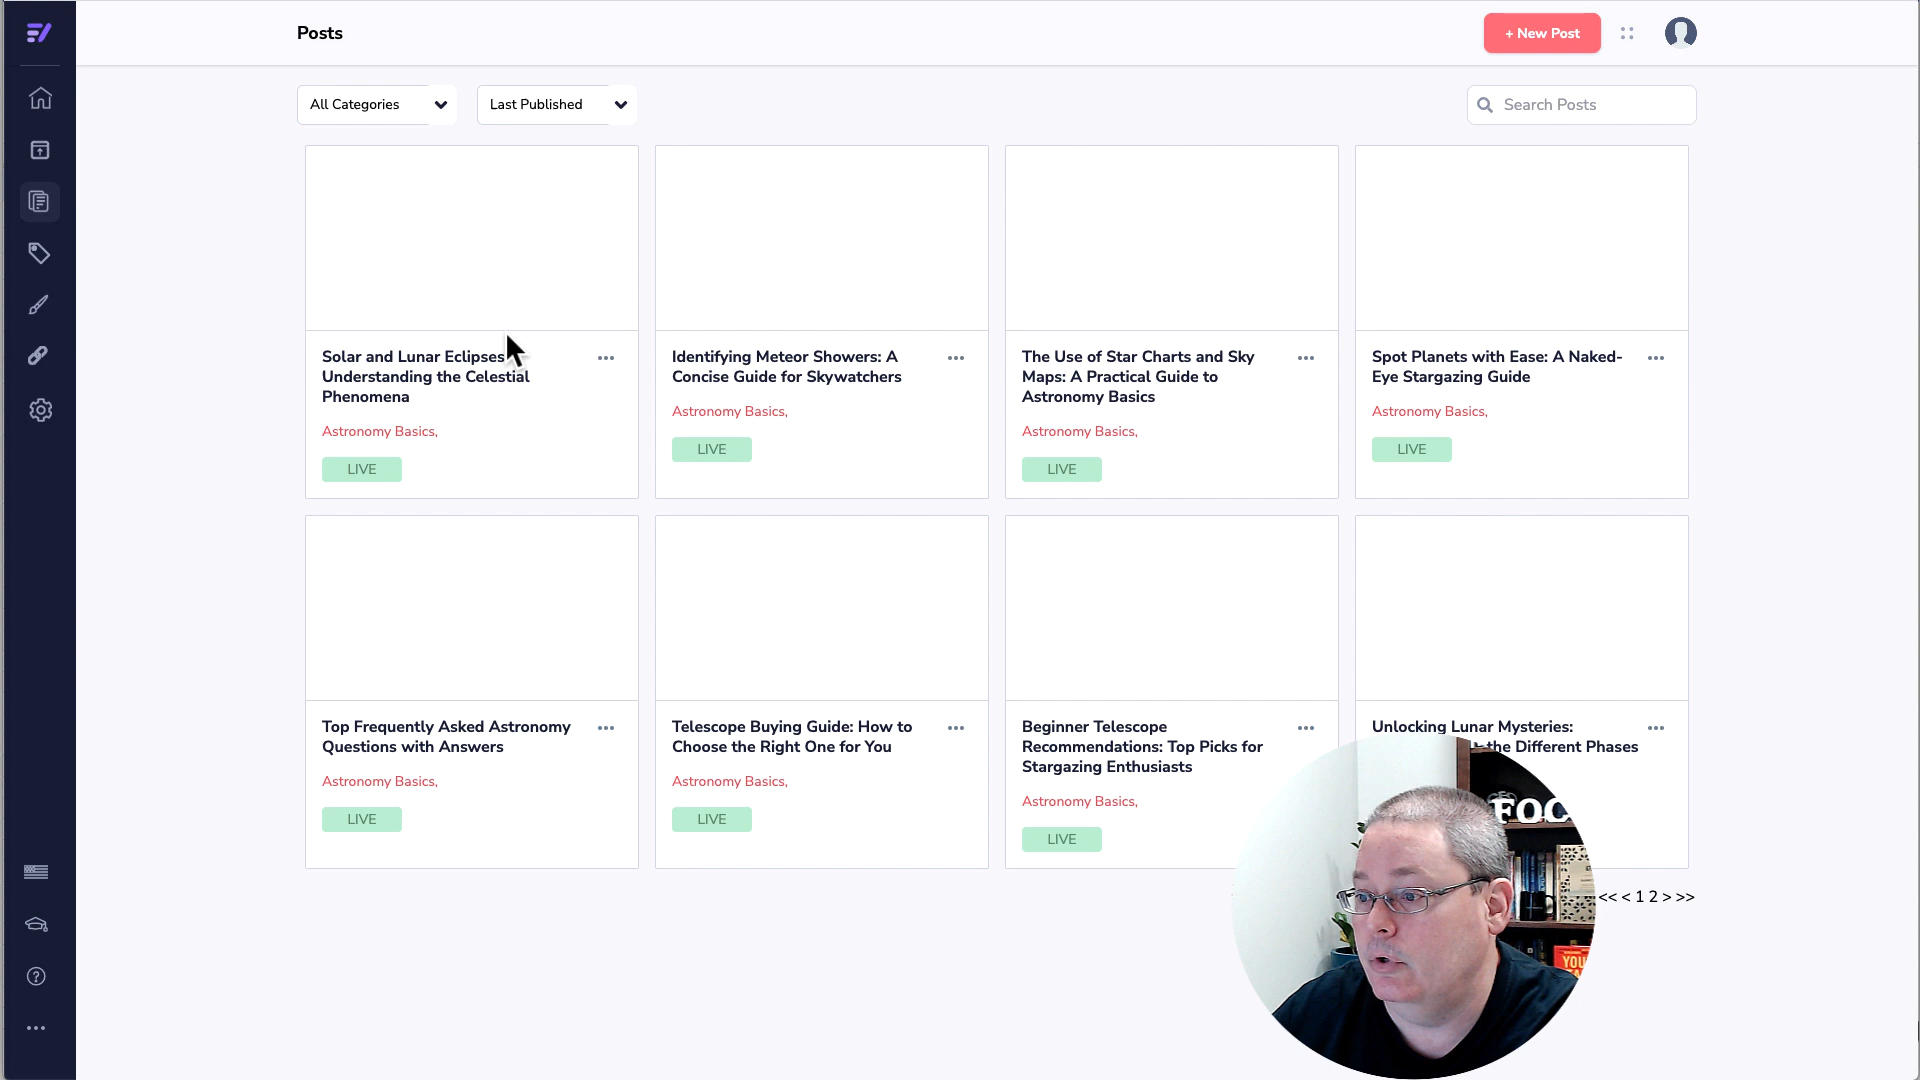 Posts
+ New Post
All Categories
Last Published
Search Posts
Solar and Lunar Eclipses
Understanding the Celestial
Phenomena
Astronomy Basics,
LIVE
Identifying Meteor Showers: A
Concise Guide for Skywatchers
Astronomy Basics,
LIVE
The Use of Star Charts and Sky
Maps: A Practical Guide to
Astronomy Basics
Astronomy Basics,
LIVE
Spot Planets with Ease: A Naked-
Eye Stargazing Guide
Astronomy Basics,
LIVE
Top Frequently Asked Astronomy
Questions with Answers
Astronomy Basics,
LIVE
Telescope Buying Guide: How to
Choose the Right One for You
Astronomy Basics,
LIVE
Beginner Telescope
Recommendations: Top Picks for
Stargazing Enthusiasts
Astronomy Basics,
LIVE
Unlocking Lunar Mysteries:
the Different Phases
<< < 1 2 > >>
FOC
YOU